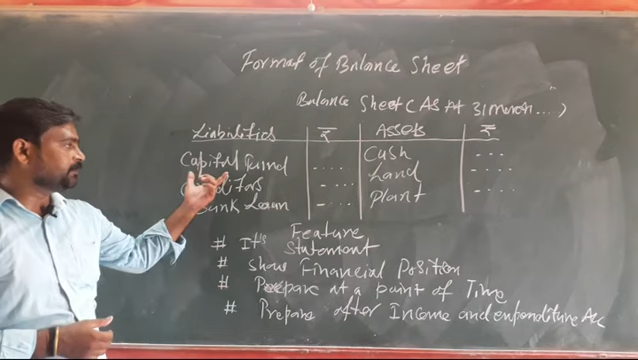 Format of Balance Sheet
Balance Sheet (As At 31 March ...)
Liabilities ₹ Assets ₹
Capital Fund .... Cash ...
.... Land ....
Bank Loan .... Plant ....
Feature
# It's Statement
# Show Financial Position
# Prepare at a point of Time
# Prepare After Income and expenditure A/c